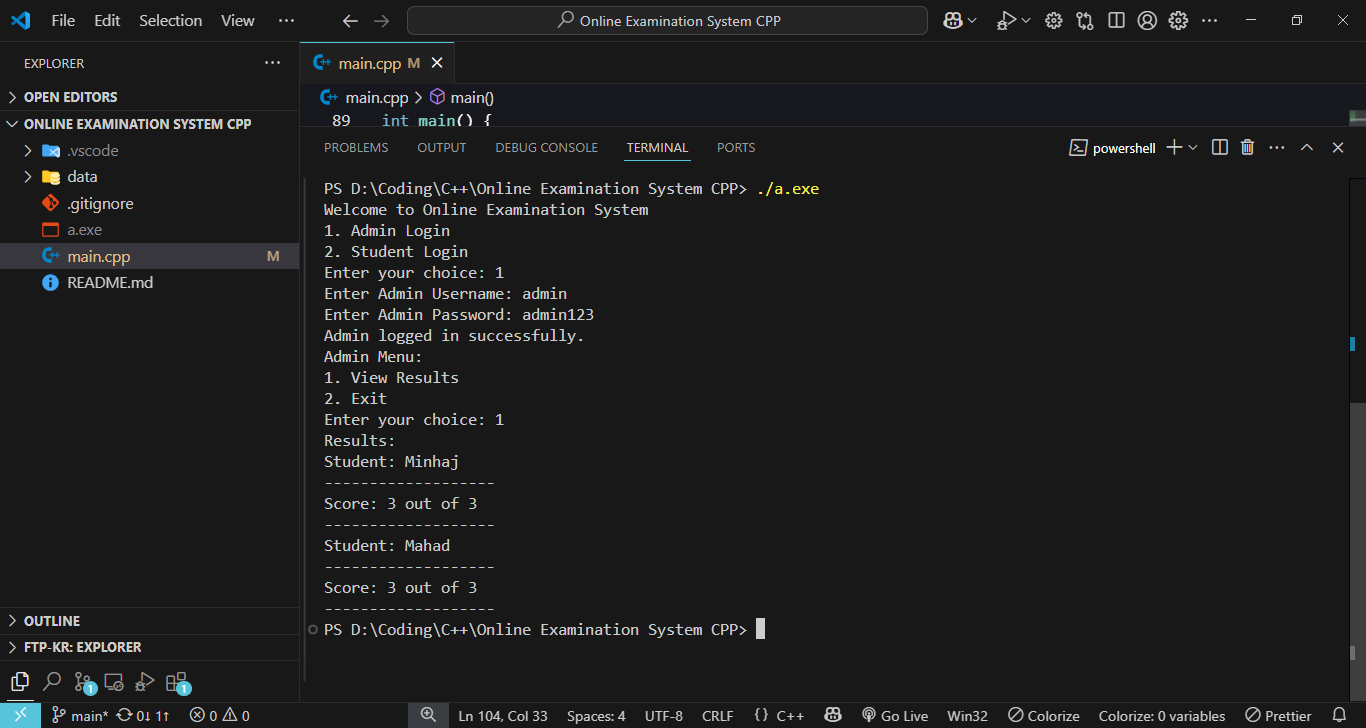 File Edit Selection View ··· Online Examination System CPP
EXPLORER ···
OPEN EDITORS
ONLINE EXAMINATION SYSTEM CPP
.vscode
data
.gitignore
a.exe
main.cpp M
README.md
OUTLINE
FTP-KR: EXPLORER
1 1
main.cpp M
main.cpp > main()
89 int main() {
PROBLEMS OUTPUT DEBUG CONSOLE TERMINAL PORTS powershell
PS D:\Coding\C++\Online Examination System CPP> ./a.exe
Welcome to Online Examination System
1. Admin Login
2. Student Login
Enter your choice: 1
Enter Admin Username: admin
Enter Admin Password: admin123
Admin logged in successfully.
Admin Menu:
1. View Results
2. Exit
Enter your choice: 1
Results:
Student: Minhaj
-------------------
Score: 3 out of 3
-------------------
Student: Mahad
-------------------
Score: 3 out of 3
-------------------
PS D:\Coding\C++\Online Examination System CPP>
main* 0↓ 1↑ 0 0 Ln 104, Col 33 Spaces: 4 UTF-8 CRLF {} C++ Go Live Win32 Colorize Colorize: 0 variables Prettier